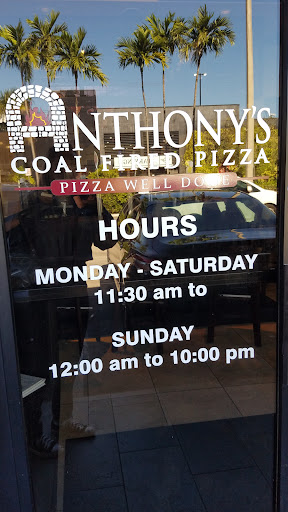 ANTHONY'S
COAL FIRED PIZZA
PIZZA WELL DONE
HOURS
MONDAY - SATURDAY
11:30 am to
SUNDAY
12:00 am to 10:00 pm